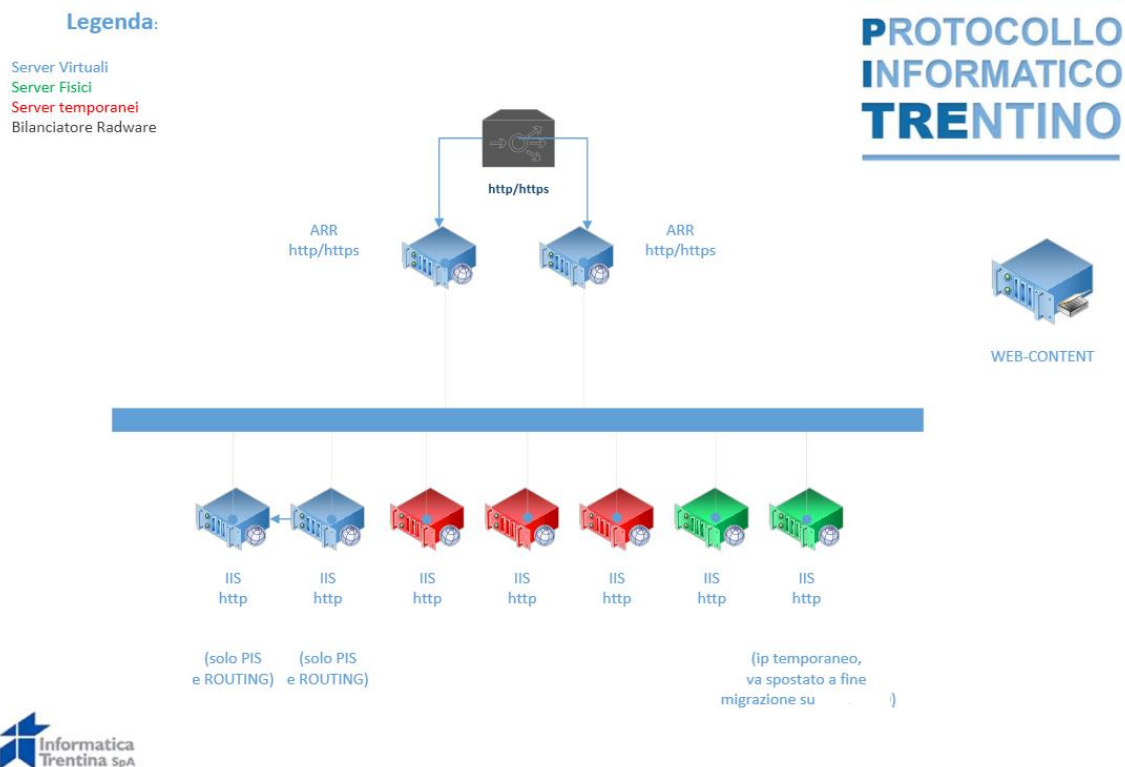 Legenda:
Server Virtuali
Server Fisici
Server temporanei
Bilanciatore Radware
PROTOCOLLO
INFORMATICO
TRENTINO
http/https
ARR
http/https
ARR
http/https
WEB-CONTENT
IIS
http
IIS
http
IIS
http
IIS
http
IIS
http
IIS
http
IIS
http
(solo PIS
e ROUTING)
(solo PIS
e ROUTING)
(ip temporaneo,
va spostato a fine
migrazione su )
Informatica
Trentina SpA